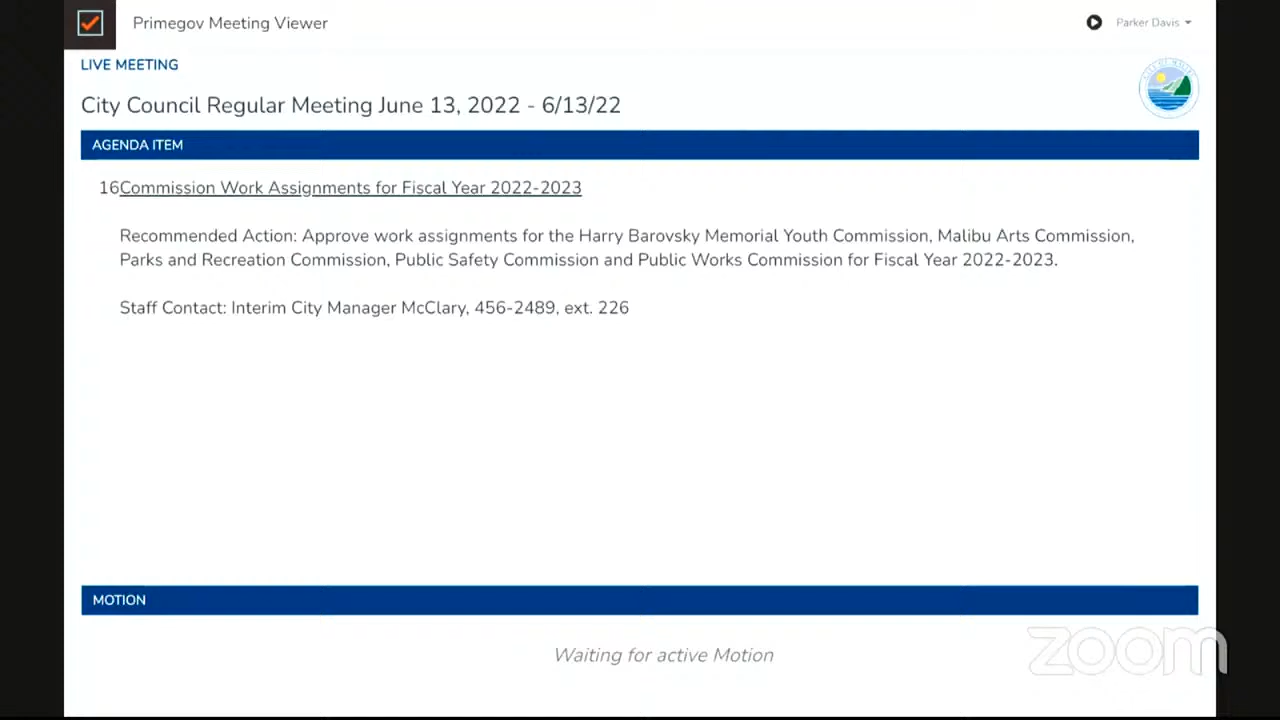 Primegov Meeting Viewer
Parker Davis
LIVE MEETING
City Council Regular Meeting June 13, 2022 - 6/13/22
AGENDA ITEM
16Commission Work Assignments for Fiscal Year 2022-2023
Recommended Action: Approve work assignments for the Harry Barovsky Memorial Youth Commission, Malibu Arts Commission,
Parks and Recreation Commission, Public Safety Commission and Public Works Commission for Fiscal Year 2022-2023.
Staff Contact: Interim City Manager McClary, 456-2489, ext. 226
MOTION
Waiting for active Motion
zoom